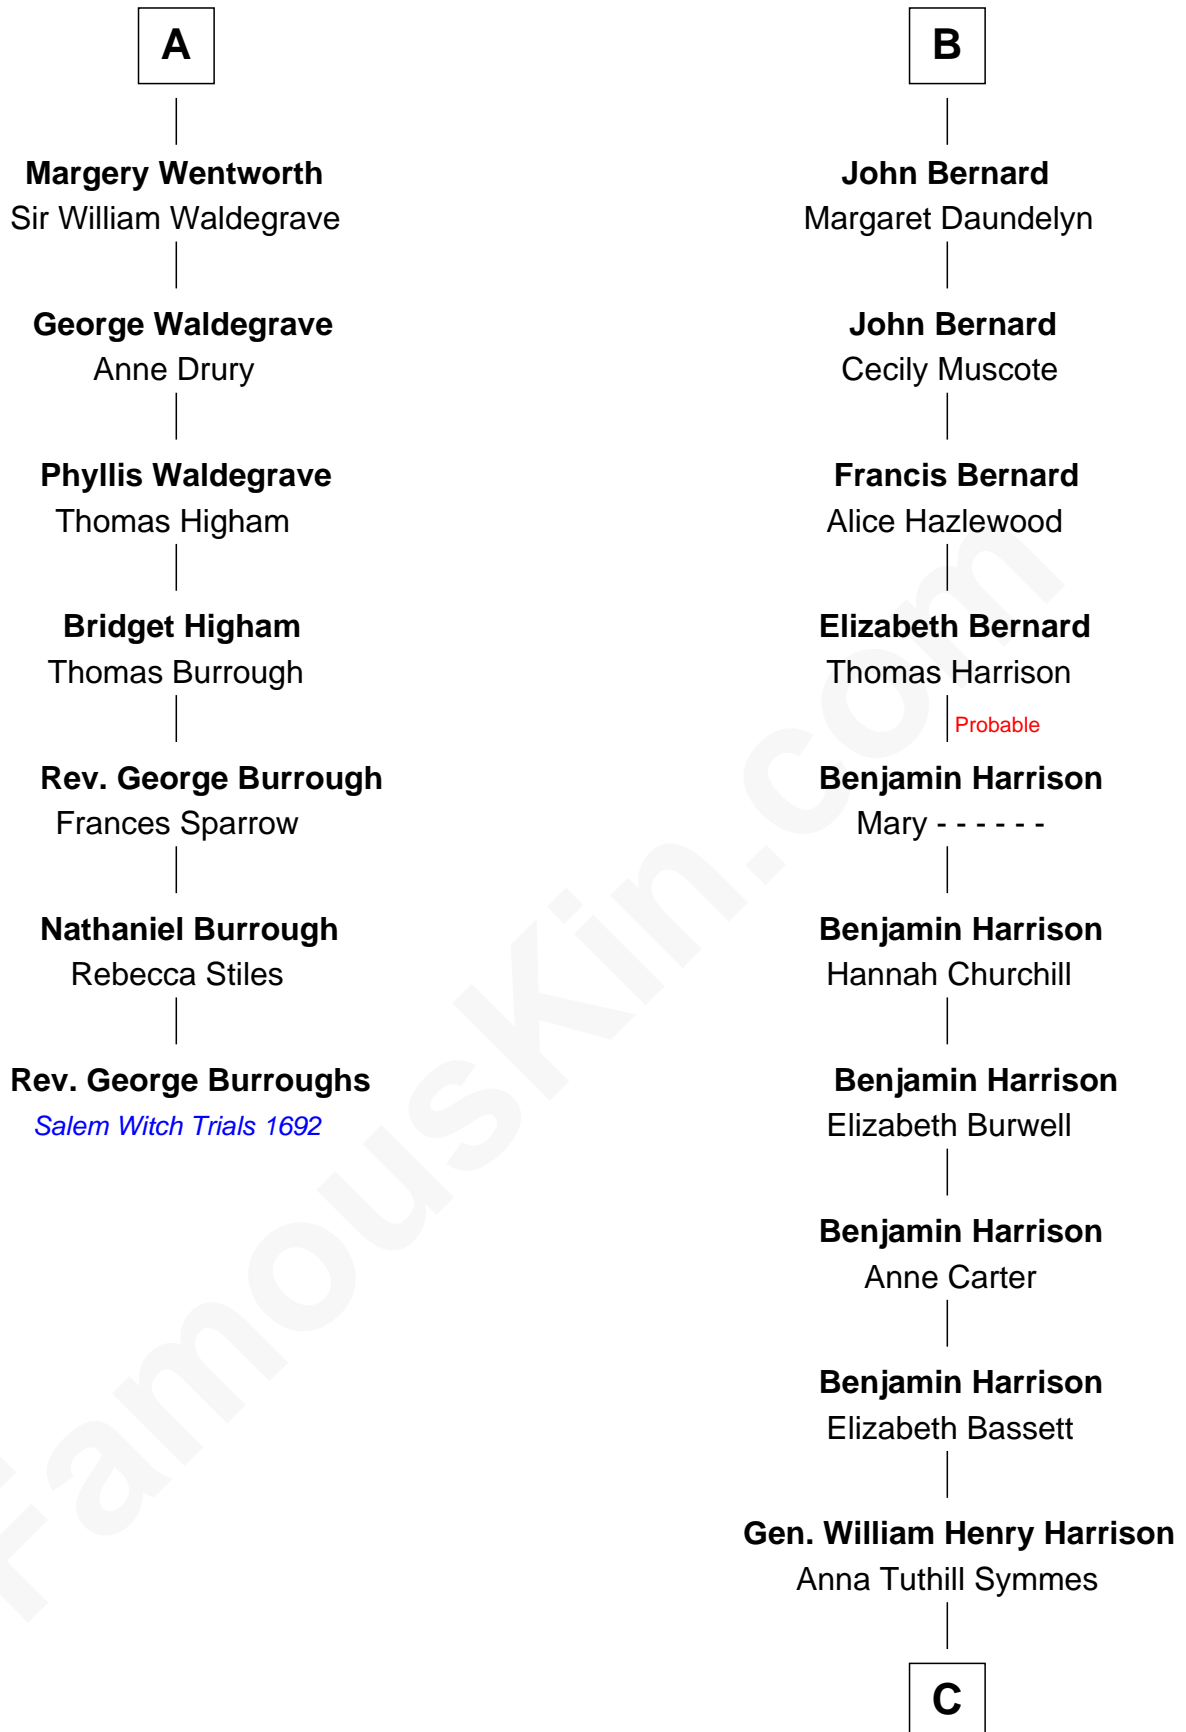 A
Margery Wentworth
Sir William Waldegrave
George Waldegrave
Anne Drury
Phyllis Waldegrave
Thomas Higham
Bridget Higham
Thomas Burrough
Rev. George Burrough
Frances Sparrow
Nathaniel Burrough
Rebecca Stiles
Rev. George Burroughs
Salem Witch Trials 1692
B
John Bernard
Margaret Daundelyn
John Bernard
Cecily Muscote
Francis Bernard
Alice Hazlewood
Elizabeth Bernard
Thomas Harrison
Probable
Benjamin Harrison
Mary - - - - - -
Benjamin Harrison
Hannah Churchill
Benjamin Harrison
Elizabeth Burwell
Benjamin Harrison
Anne Carter
Benjamin Harrison
Elizabeth Bassett
Gen. William Henry Harrison
Anna Tuthill Symmes
C
FamousKin.com